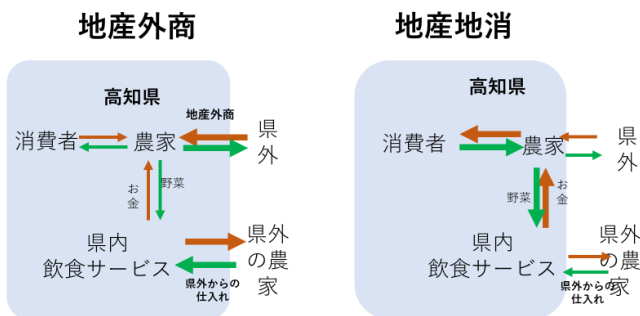 地産外商
高知県
地産外商
消費者
農家
県
外
お
金
野菜
県内
飲食サービス
県外
の農
家
県外からの
仕入れ
地産地消
高知県
消費者
農家
県
外
野菜
お
金
県内
飲食サービス
県外
の農
家
県外からの
仕入れ